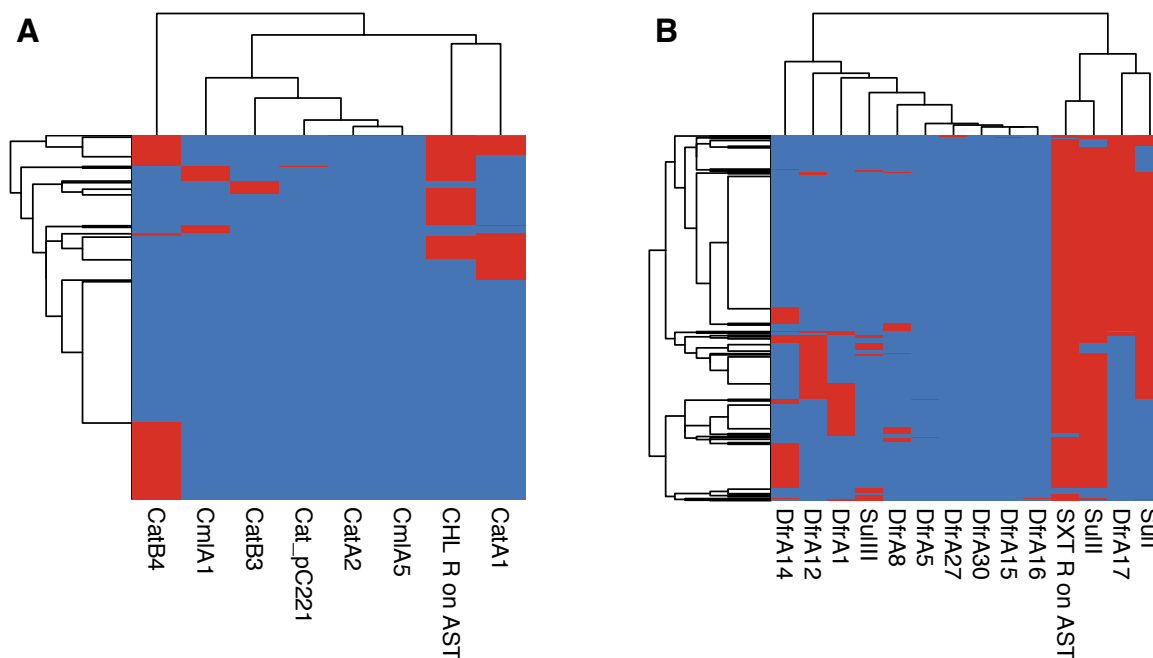 A
B
CatB4
CmlA1
CatB3
Cat_pC221
CatA2
CmlA5
CHL R on AST
CatA1
DfrA14
DfrA12
DfrA1
SulIII
DfrA8
DfrA5
DfrA27
DfrA30
DfrA15
DfrA16
SXT R on AST
SulII
DfrA17
SulI